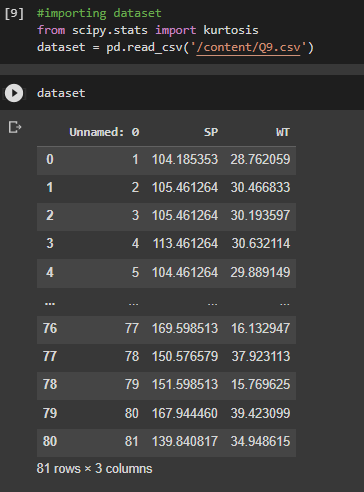 [9] #importing dataset
from scipy.stats import kurtosis
dataset = pd.read_csv('/content/Q9.csv')
dataset
Unnamed: 0 SP WT
0 1 104.185353 28.762059
1 2 105.461264 30.466833
2 3 105.461264 30.193597
3 4 113.461264 30.632114
4 5 104.461264 29.889149
... ... ... ...
76 77 169.598513 16.132947
77 78 150.576579 37.923113
78 79 151.598513 15.769625
79 80 167.944460 39.423099
80 81 139.840817 34.948615
81 rows × 3 columns